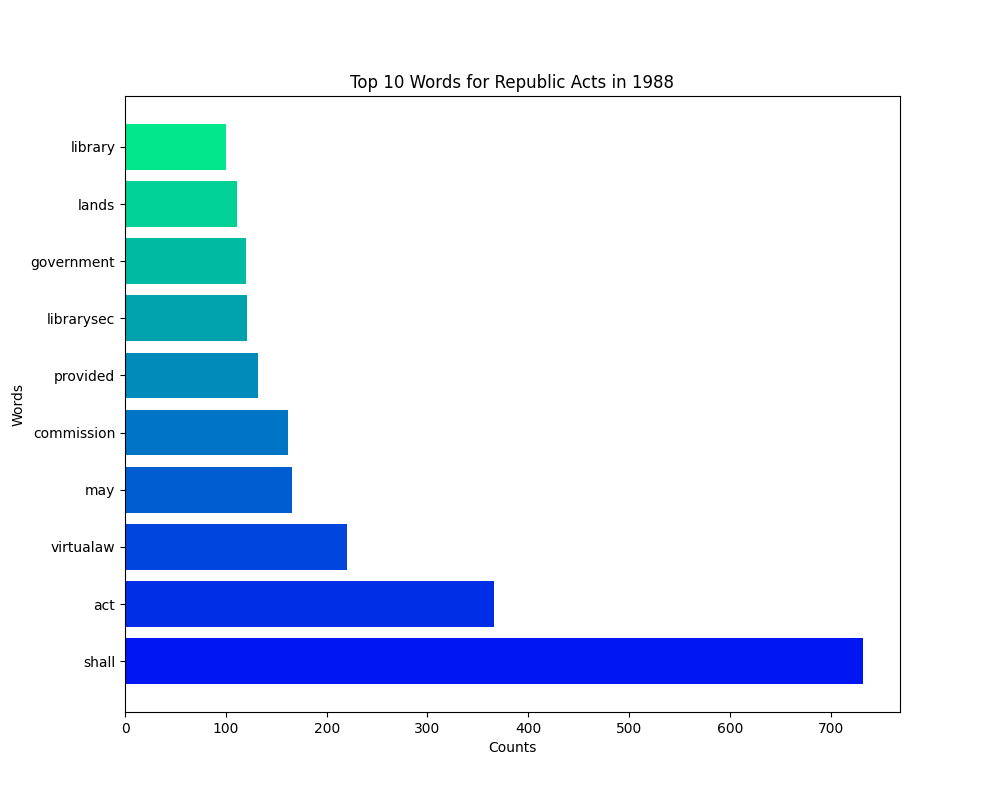 Top 10 Words for Republic Acts in 1988
library
lands
government
librarysec
provided
commission
may
virtualaw
act
shall
Words
0 100 200 300 400 500 600 700
Counts